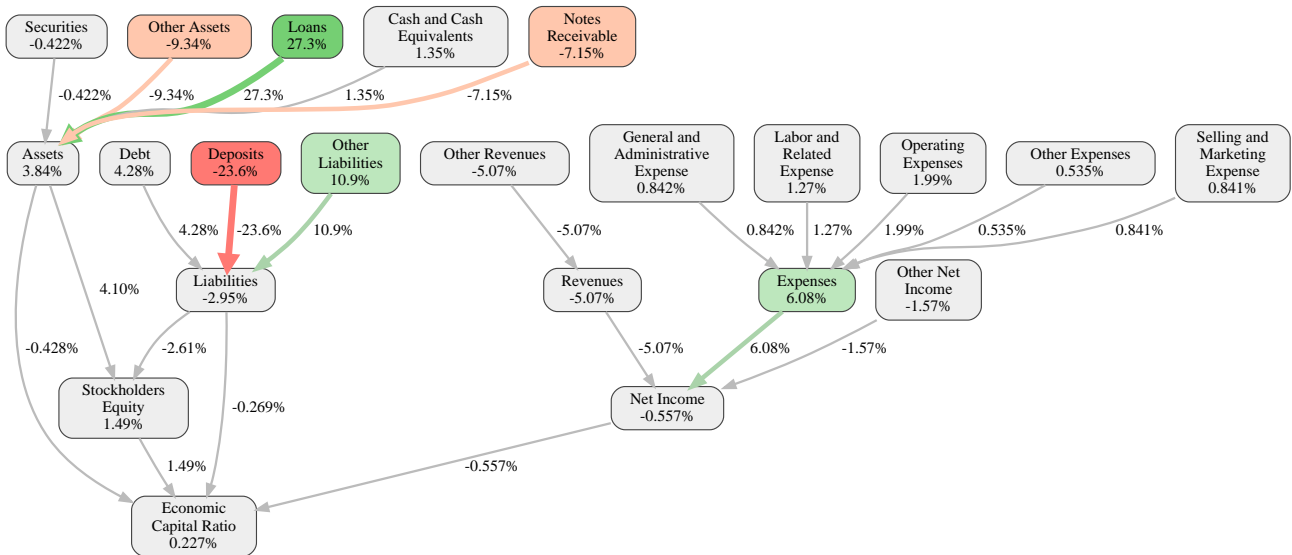 Securities
-0.422%
Other Assets
-9.34%
Loans
27.3%
Cash and Cash
Equivalents
1.35%
Notes
Receivable
-7.15%
-0.422%
-9.34%
27.3%
1.35%
-7.15%
Assets
3.84%
Debt
4.28%
Deposits
-23.6%
Other
Liabilities
10.9%
Other Revenues
-5.07%
General and
Administrative
Expense
0.842%
Labor and
Related
Expense
1.27%
Operating
Expenses
1.99%
Other Expenses
0.535%
Selling and
Marketing
Expense
0.841%
4.28%
-23.6%
10.9%
-5.07%
0.842%
1.27%
1.99%
0.535%
0.841%
4.10%
Liabilities
-2.95%
Revenues
-5.07%
Expenses
6.08%
Other Net
Income
-1.57%
-0.428%
-2.61%
-5.07%
6.08%
-1.57%
Stockholders
Equity
1.49%
-0.269%
Net Income
-0.557%
1.49%
-0.557%
Economic
Capital Ratio
0.227%